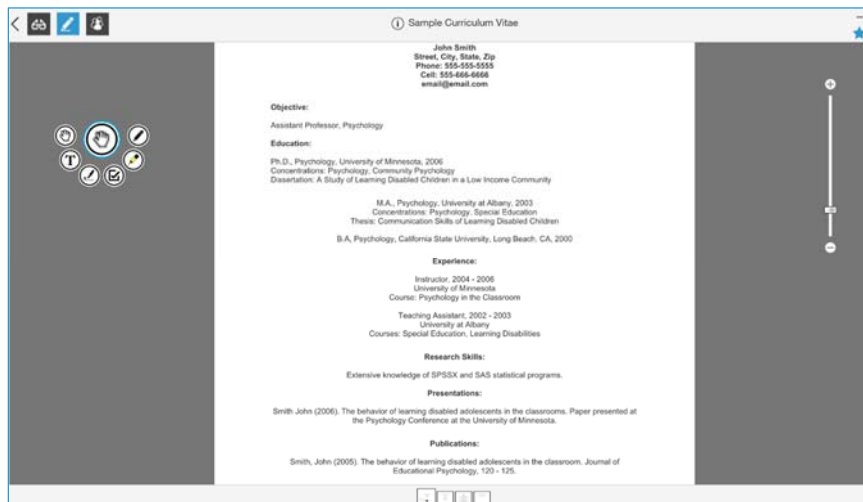 Sample Curriculum Vitae
John Smith
Street, City, State, Zip
Phone: 555-555-5555
Cell: 555-666-6666
email@email.com
Objective:
Assistant Professor, Psychology
Education:
Ph.D., Psychology, University of Minnesota, 2006
Concentrations: Psychology, Community Psychology
Dissertation: A Study of Learning Disabled Children in a Low Income Community
M.A., Psychology, University at Albany, 2003
Concentrations: Psychology, Special Education
Thesis: Communication Skills of Learning Disabled Children
B.A, Psychology, California State University, Long Beach, CA, 2000
Experience:
Instructor, 2004 - 2006
University of Minnesota
Course: Psychology in the Classroom
Teaching Assistant, 2002 - 2003
University at Albany
Courses: Special Education, Learning Disabilities
Research Skills:
Extensive knowledge of SPSSX and SAS statistical programs.
Presentations:
Smith John (2006). The behavior of learning disabled adolescents in the classrooms. Paper presented at
the Psychology Conference at the University of Minnesota.
Publications:
Smith, John (2005). The behavior of learning disabled adolescents in the classroom. Journal of
Educational Psychology, 120 - 125.
T